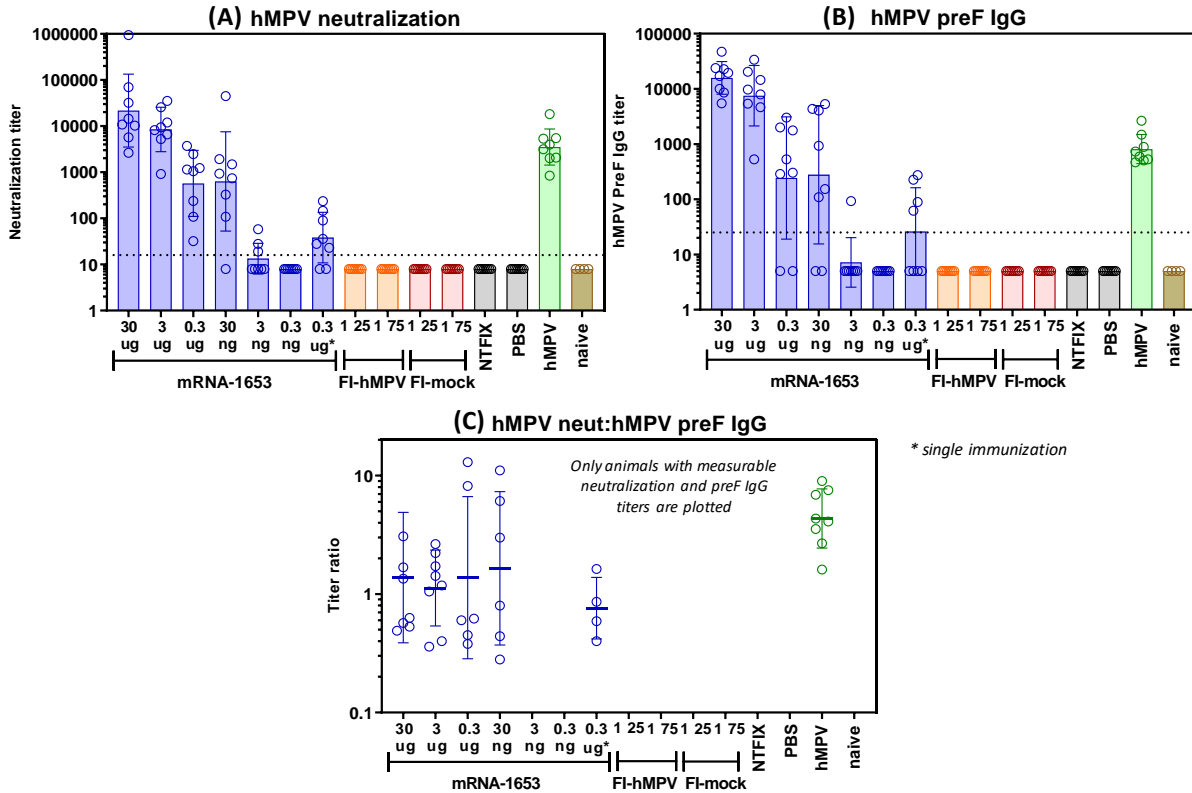 (A) hMPV neutralization
Neutralization titer
1000000
100000
10000
1000
100
10
1
30 3 0.3 30 3 0.3 0.3 1 25 1 75 1 25 1 75 NTFIX PBS hMPV naive
ug ug ug ng ng ng ug*
mRNA-1653 FI-hMPV FI-mock
(B) hMPV preF IgG
hMPV PreF IgG titer
100000
10000
1000
100
10
1
30 3 0.3 30 3 0.3 0.3 1 25 1 75 1 25 1 75 NTFIX PBS hMPV naive
ug ug ug ng ng ng ug*
mRNA-1653 FI-hMPV FI-mock
(C) hMPV neut:hMPV preF IgG
Only animals with measurable
neutralization and preF IgG
titers are plotted
Titer ratio
10
1
0.1
30 3 0.3 30 3 0.3 0.3 1 25 1 75 1 25 1 75 NTFIX PBS hMPV naive
ug ug ug ng ng ng ug*
mRNA-1653 FI-hMPV FI-mock
* single immunization